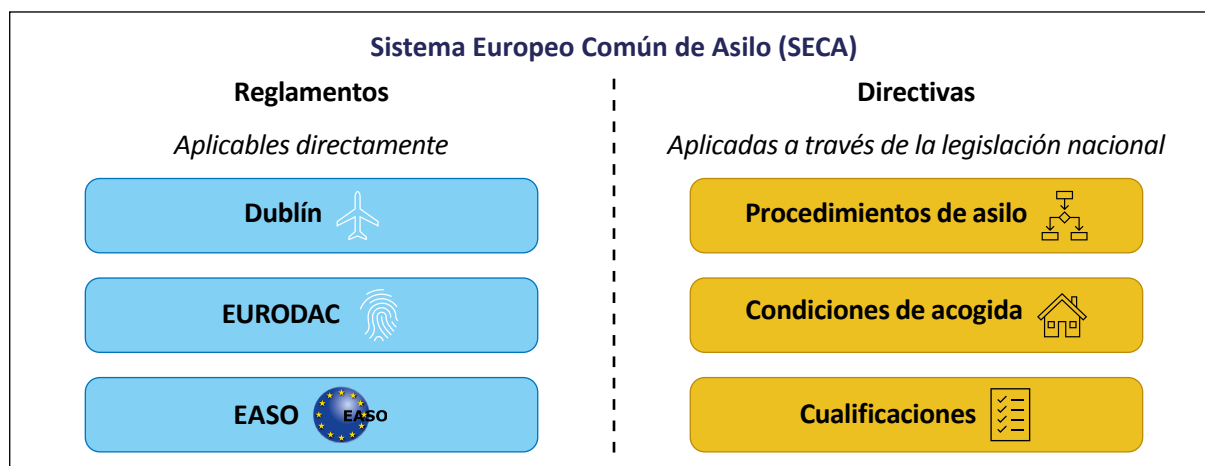 Sistema Europeo Común de Asilo (SECA)
Reglamentos
Aplicables directamente
Dublín
EURODAC
EASO EASO
Directivas
Aplicadas a través de la legislación nacional
Procedimientos de asilo
Condiciones de acogida
Cualificaciones